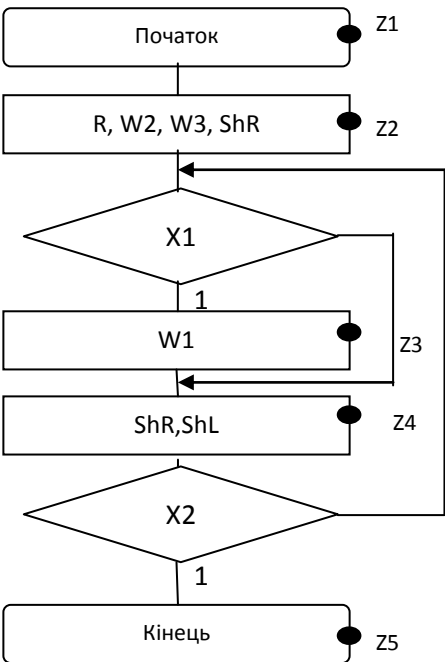 Початок
Z1
R, W2, W3, ShR
Z2
X1
1
W1
Z3
ShR,ShL
Z4
X2
1
Кінець
Z5